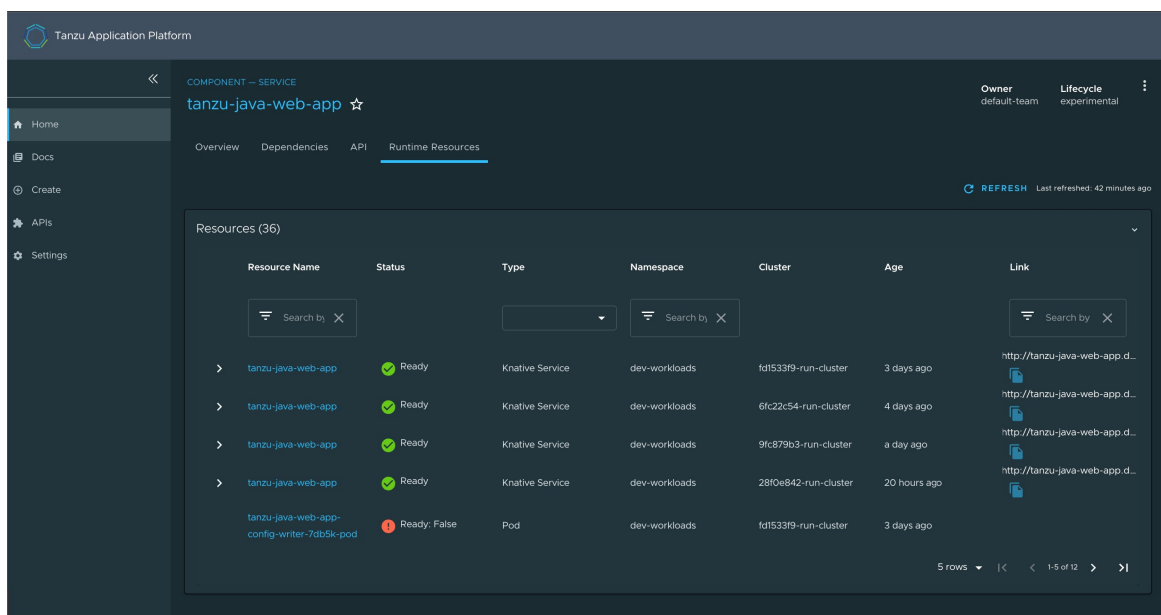 Tanzu Application Platform
COMPONENT — SERVICE
tanzu-java-web-app
Owner
default-team
Lifecycle
experimental
Home
Docs
Create
APIs
Settings
Overview Dependencies API Runtime Resources
REFRESH Last refreshed: 42 minutes ago
Resources (36)
Resource Name Status Type Namespace Cluster Age Link
Search by Search by Search by
tanzu-java-web-app Ready Knative Service dev-workloads fd1533f9-run-cluster 3 days ago http://tanzu-java-web-app.d...
tanzu-java-web-app Ready Knative Service dev-workloads 6fc22c54-run-cluster 4 days ago http://tanzu-java-web-app.d...
tanzu-java-web-app Ready Knative Service dev-workloads 9fc879b3-run-cluster a day ago http://tanzu-java-web-app.d...
tanzu-java-web-app Ready Knative Service dev-workloads 28f0e842-run-cluster 20 hours ago http://tanzu-java-web-app.d...
tanzu-java-web-app-
config-writer-7db5k-pod Ready: False Pod dev-workloads fd1533f9-run-cluster 3 days ago
5 rows 1-5 of 12